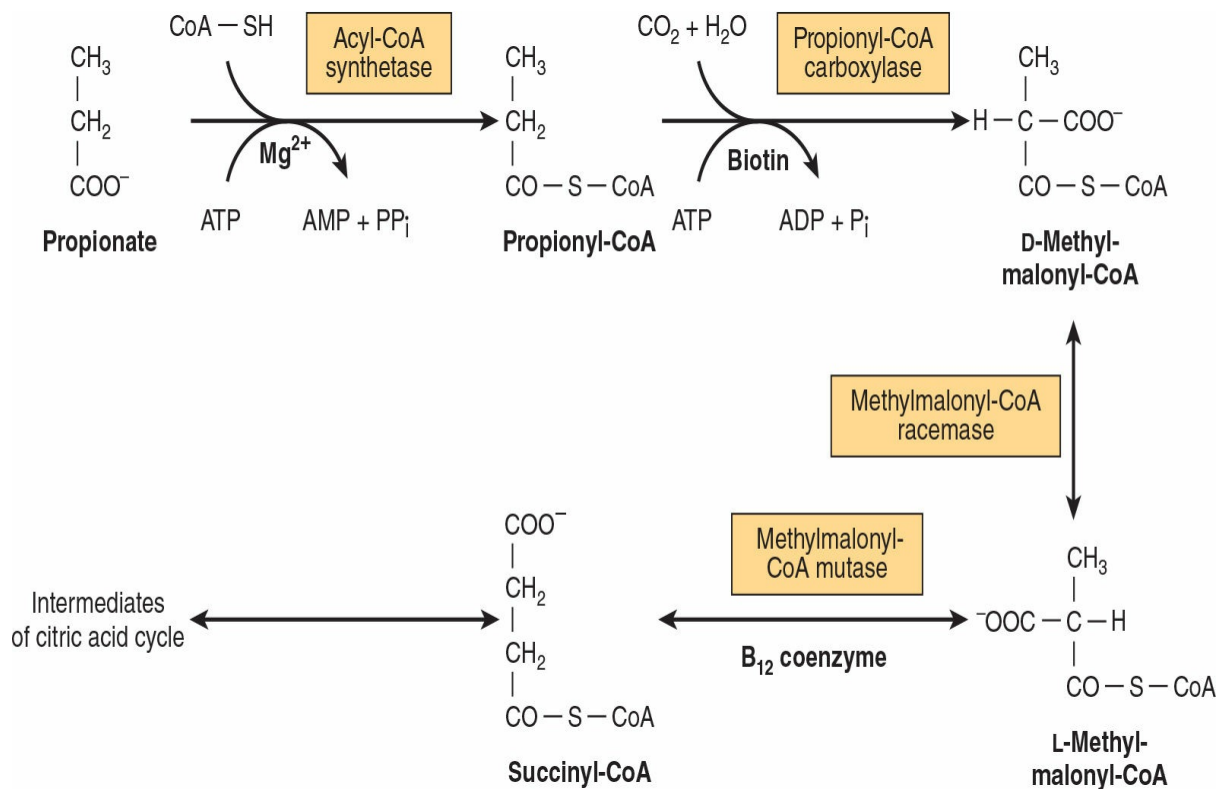 CoA — SH
Acyl-CoA
synthetase
CO₂ + H₂O
Propionyl-CoA
carboxylase
CH₃
CH₂
COO⁻
Propionate
Mg²⁺
ATP
AMP + PPi
CH₃
CH₂
CO — S — CoA
Propionyl-CoA
Biotin
ATP
ADP + Pi
CH₃
H — C — COO⁻
CO — S — CoA
D-Methyl-
malonyl-CoA
Methylmalonyl-CoA
racemase
CH₃
⁻OOC — C — H
CO — S — CoA
L-Methyl-
malonyl-CoA
Methylmalonyl-
CoA mutase
B₁₂ coenzyme
COO⁻
CH₂
CH₂
CO — S — CoA
Succinyl-CoA
Intermediates
of citric acid cycle